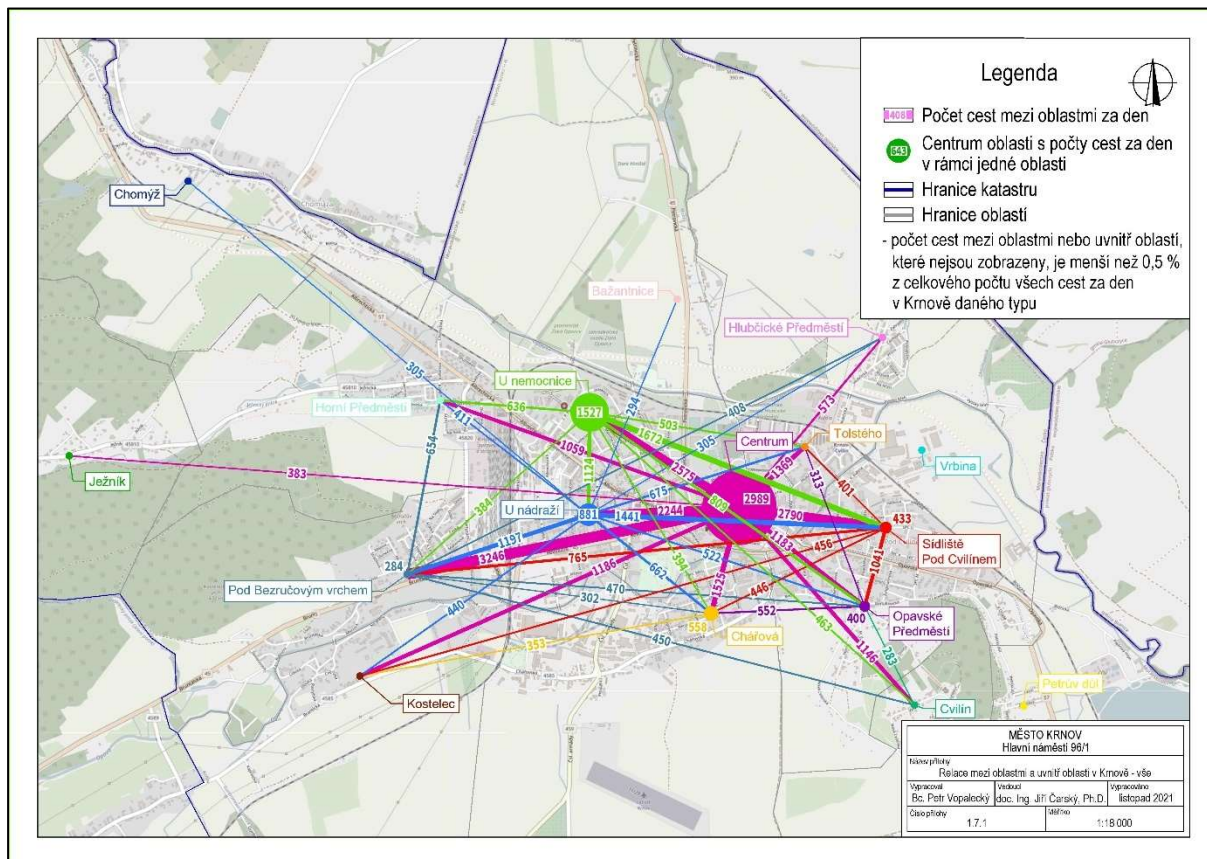 Legenda
408
Počet cest mezi oblastmi za den
643
Centrum oblasti s počty cest za den
v rámci jedné oblasti
Hranice katastru
Hranice oblastí
- počet cest mezi oblastmi nebo uvnitř oblastí,
které nejsou zobrazeny, je menší než 0,5 %
z celkového počtu všech cest za den
v Krnově daného typu
Chomýž
Bažantnice
Hlubčické Předměstí
U nemocnice
Horní Předměstí
Centrum
Tolstého
Vrbina
Ježník
U nádraží
Sídliště
Pod Cvilínem
Pod Bezručovým vrchem
Opavské
Předměstí
Chářová
Kostelec
Cvilín
Petrův důl
305
294
408
305
573
636
1527
503
1672
411
1059
654
1124
2575
1369
313
401
383
384
675
809
2989
881
2244
1441
2790
433
1197
3246
765
1186
522
1183
456
1041
284
662
394
1525
446
470
302
552
400
440
450
558
463
1146
283
353
MĚSTO KRNOV
Hlavní náměstí 96/1
Název přílohy
Relace mezi oblastmi a uvnitř oblastí v Krnově - vše
Vypracoval
Vedoucí
Vypracováno
Bc. Petr Vopalecký
doc. Ing. Jiří Čarský, Ph.D.
listopad 2021
Číslo přílohy
Měřítko
1.7.1
1:18 000